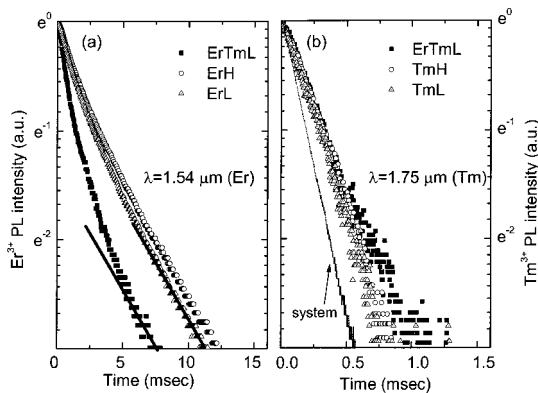 (a)
ErTmL
ErH
ErL
λ=1.54 μm (Er)
e⁰
e⁻¹
e⁻²
Er³⁺ PL intensity (a.u.)
0
5
10
15
Time (msec)
(b)
ErTmL
TmH
TmL
λ=1.75 μm (Tm)
system
e⁰
e⁻¹
e⁻²
Tm³⁺ PL intensity (a.u.)
0.0
0.5
1.0
1.5
Time (msec)